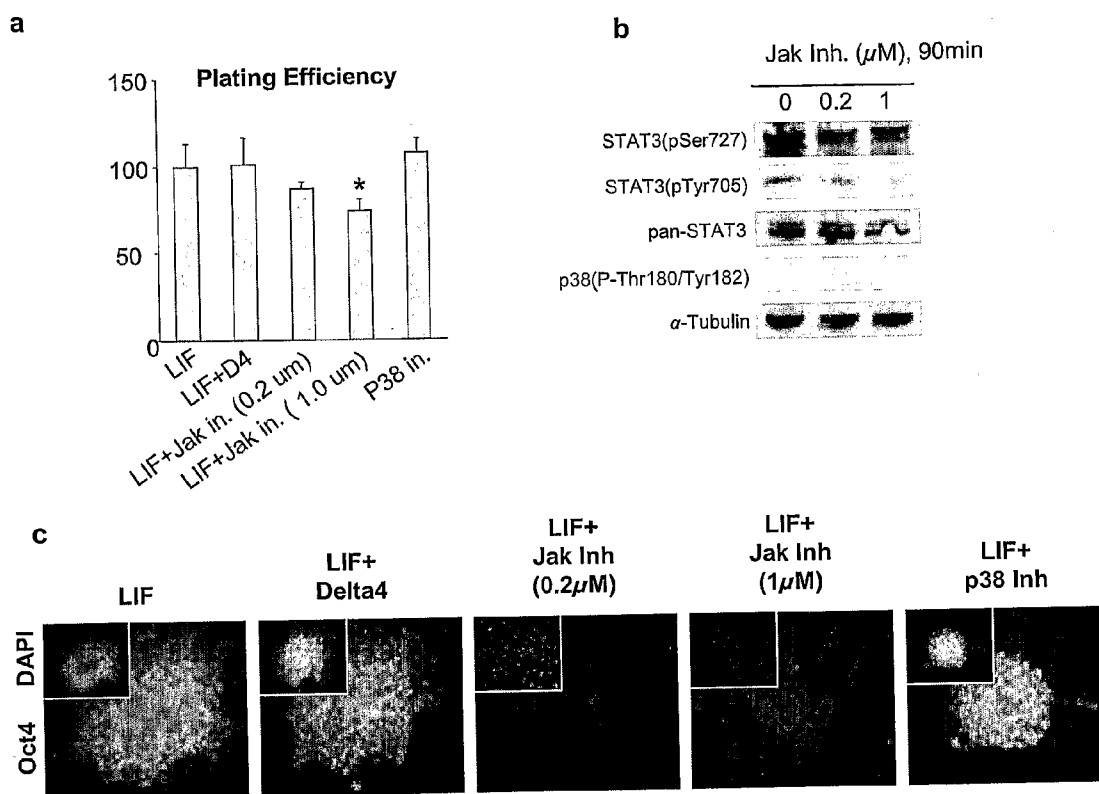 a
Plating Efficiency
150
100
50
0
*
LIF
LIF+D4
LIF+Jak in. (0.2 um)
LIF+Jak in. ( 1.0 um)
P38 in.
b
Jak Inh. (μM), 90min
0 0.2 1
STAT3(pSer727)
STAT3(pTyr705)
pan-STAT3
p38(P-Thr180/Tyr182)
α-Tubulin
c
LIF
LIF+
Delta4
LIF+
Jak Inh
(0.2μM)
LIF+
Jak Inh
(1μM)
LIF+
p38 Inh
DAPI
Oct4